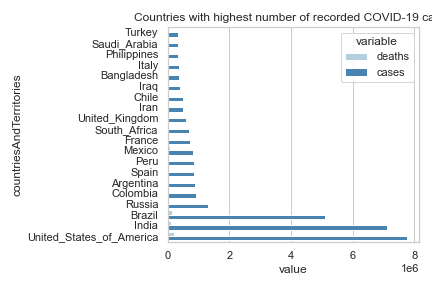 Countries with highest number of recorded COVID-19 ca
Turkey
Saudi_Arabia
Philippines
Italy
Bangladesh
Iraq
Chile
Iran
United_Kingdom
South_Africa
France
Mexico
Peru
Spain
Argentina
Colombia
Russia
Brazil
India
United_States_of_America
countriesAndTerritories
variable
deaths
cases
0 2 4 6 8
1e6
value